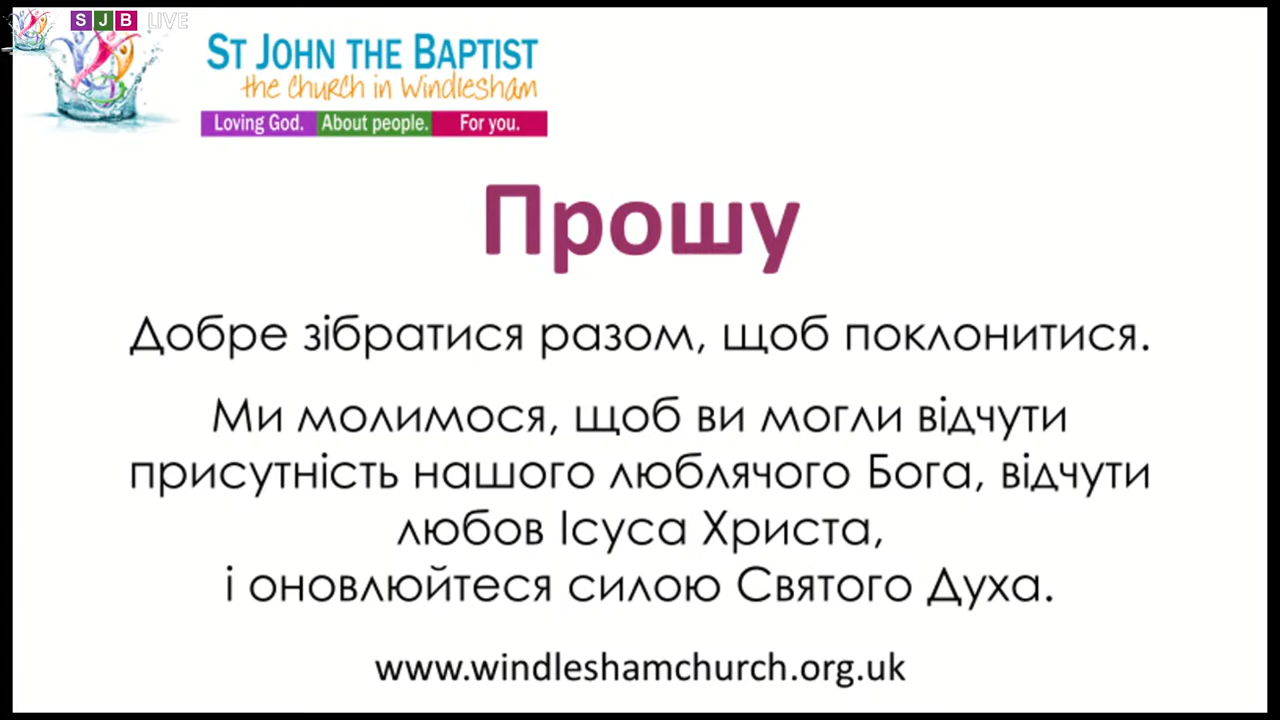 SJB LIVE
ST JOHN THE BAPTIST
the church in Windlesham
Loving God. About people. For you.
Прошу
Добре зібратися разом, щоб поклонитися.
Ми молимося, щоб ви могли відчути
присутність нашого люблячого Бога, відчути
любов Ісуса Христа,
і оновлюйтеся силою Святого Духа.
www.windleshamchurch.org.uk